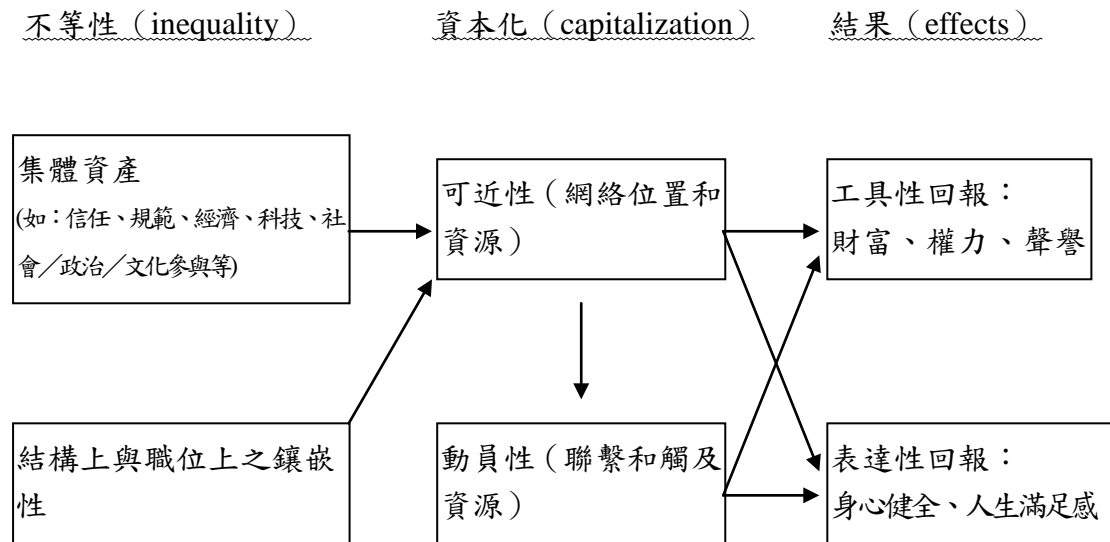 不等性（inequality）
資本化（capitalization）
結果（effects）
集體資產
(如：信任、規範、經濟、科技、社
會／政治／文化參與等)
可近性（網絡位置和
資源）
工具性回報：
財富、權力、聲譽
結構上與職位上之鑲嵌
性
動員性（聯繫和觸及
資源）
表達性回報：
身心健全、人生滿足感